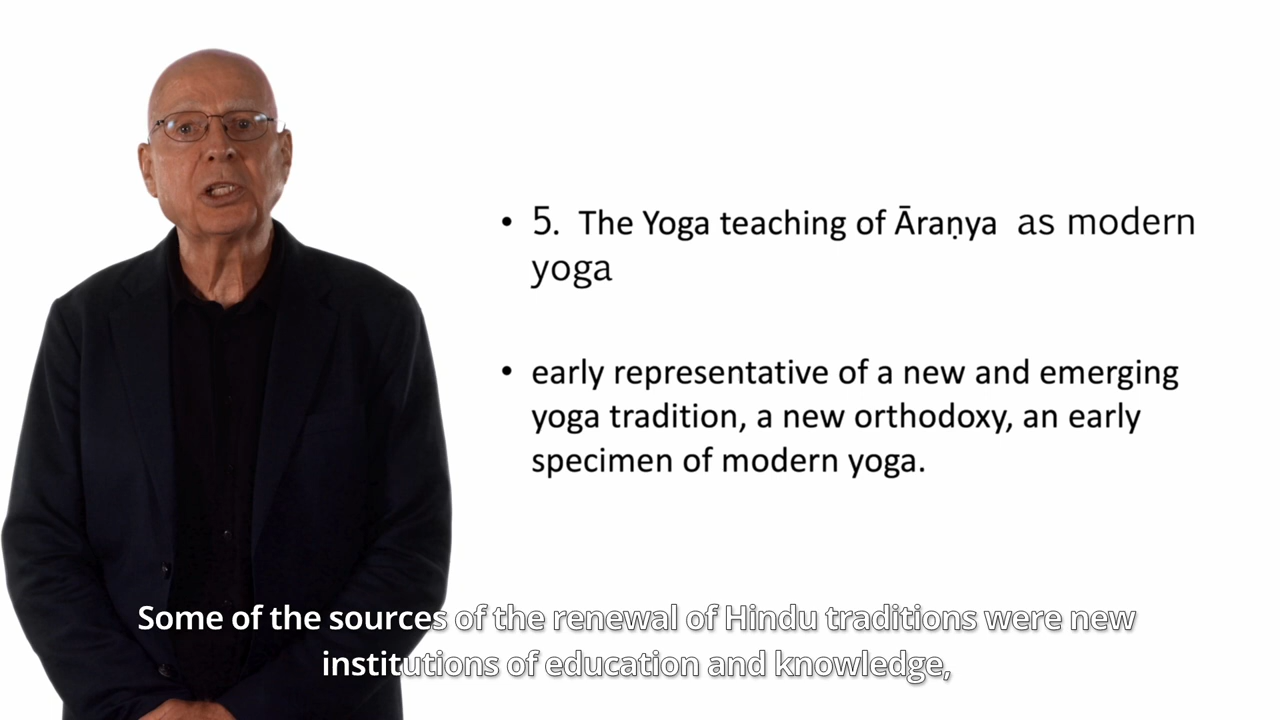 • 5. The Yoga teaching of Āraṇya as modern
yoga
• early representative of a new and emerging
yoga tradition, a new orthodoxy, an early
specimen of modern yoga.
Some of the sources of the renewal of Hindu traditions were new
institutions of education and knowledge,